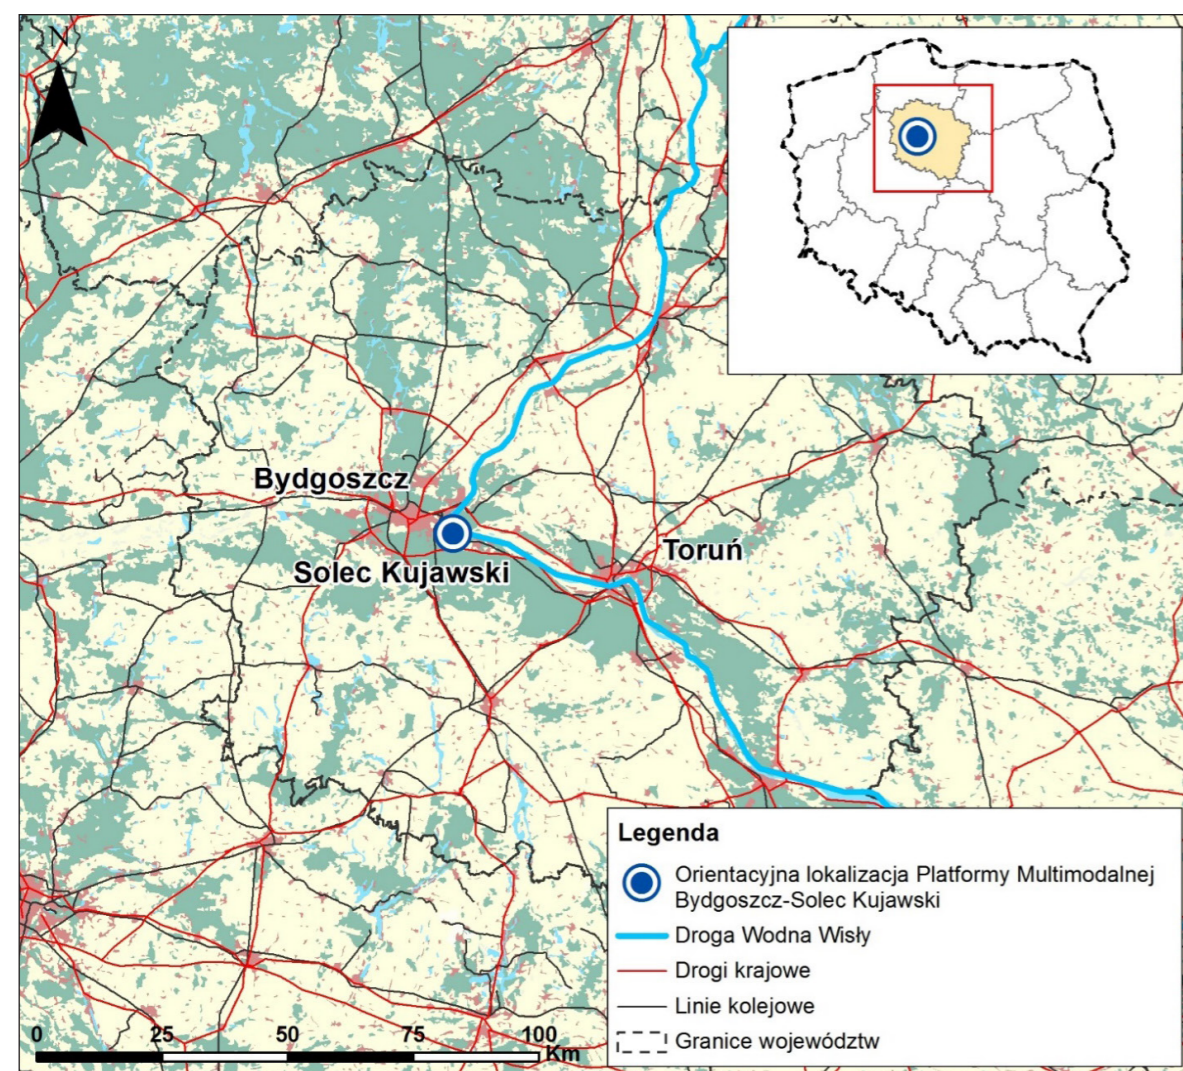 N
Bydgoszcz
Solec Kujawski
Toruń
Legenda
Orientacyjna lokalizacja Platformy Multimodalnej
Bydgoszcz-Solec Kujawski
Droga Wodna Wisły
Drogi krajowe
Linie kolejowe
Granice województw
0 25 50 75 100
Km